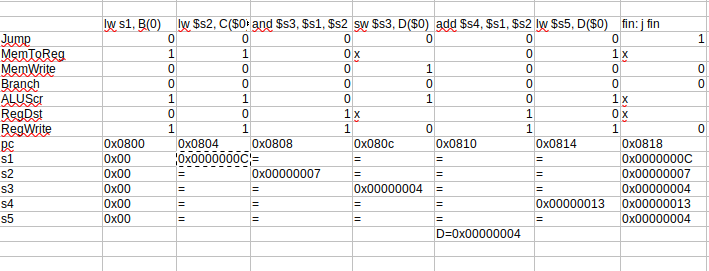 lw s1, B(0) lw $s2, C($0 and $s3, $s1, $s2 sw $s3, D($0) add $s4, $s1, $s2 lw $s5, D($0) fin: j fin
Jump 0 0 0 0 0 0 1
MemToReg 1 1 0 x 0 1 x
MemWrite 0 0 0 1 0 0 0
Branch 0 0 0 0 0 0 0
ALUScr 1 1 0 1 0 1 x
RegDst 0 0 1 x 1 0 x
RegWrite 1 1 1 0 1 1 0
pc 0x0800 0x0804 0x0808 0x080c 0x0810 0x0814 0x0818
s1 0x00 0x0000000C = = = = 0x0000000C
s2 0x00 = 0x00000007 = = = 0x00000007
s3 0x00 = = 0x00000004 = = 0x00000004
s4 0x00 = = = = 0x00000013 0x00000013
s5 0x00 = = = = = 0x00000004
D=0x00000004